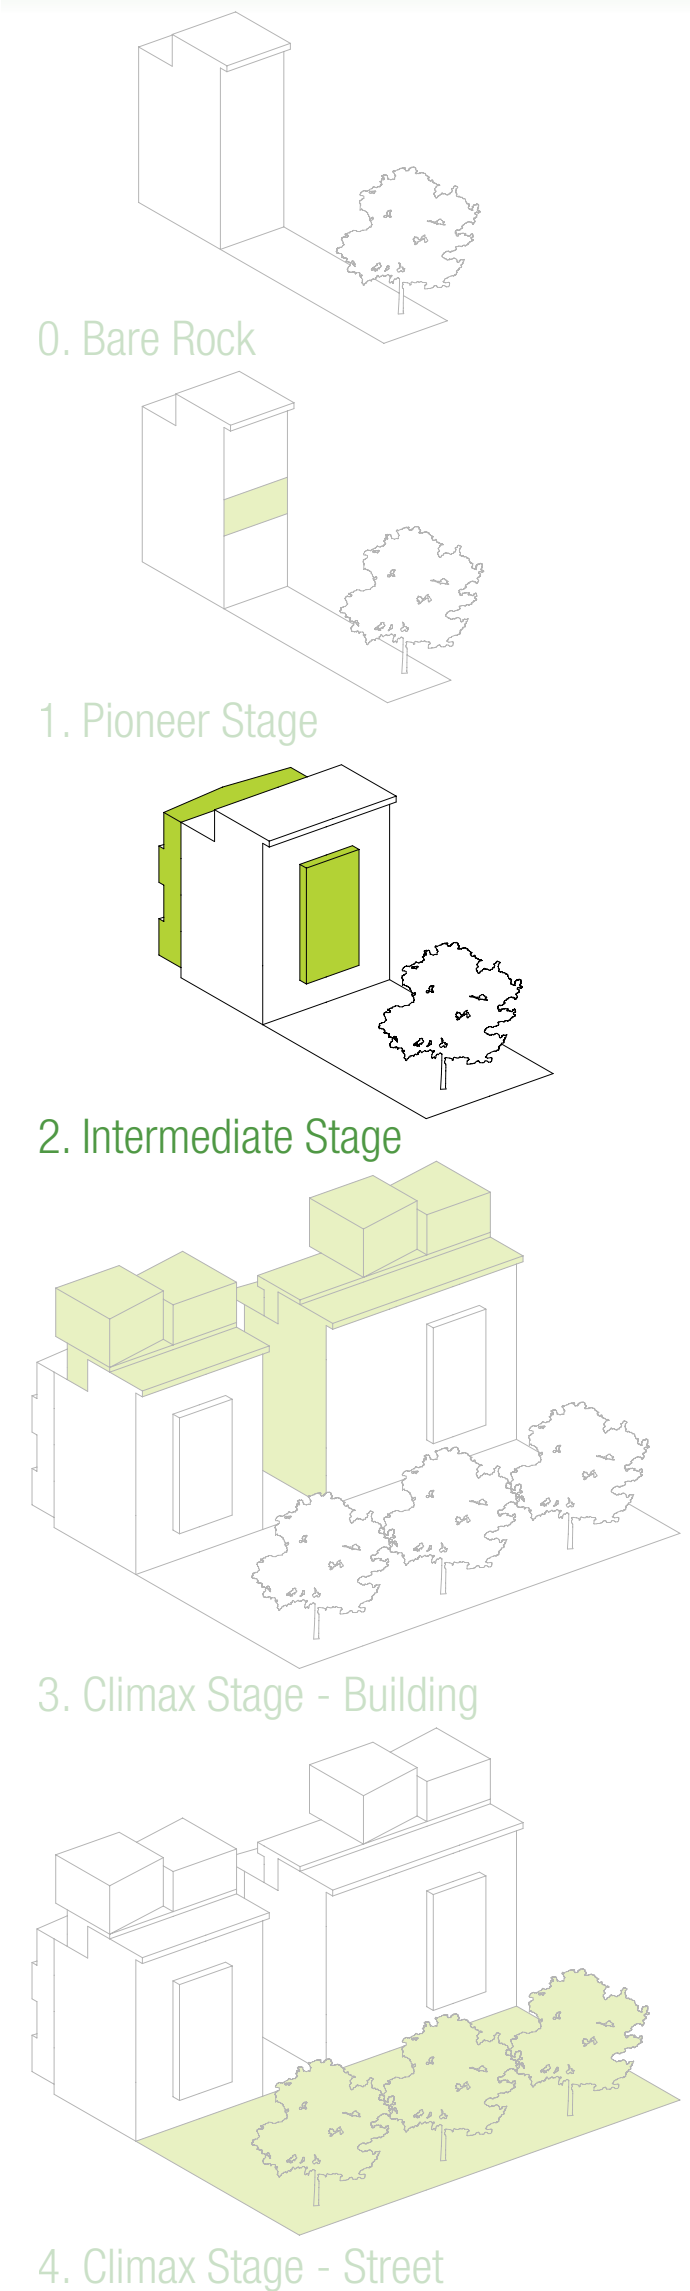 0. Bare Rock
1. Pioneer Stage
2. Intermediate Stage
3. Climax Stage - Building
4. Climax Stage - Street